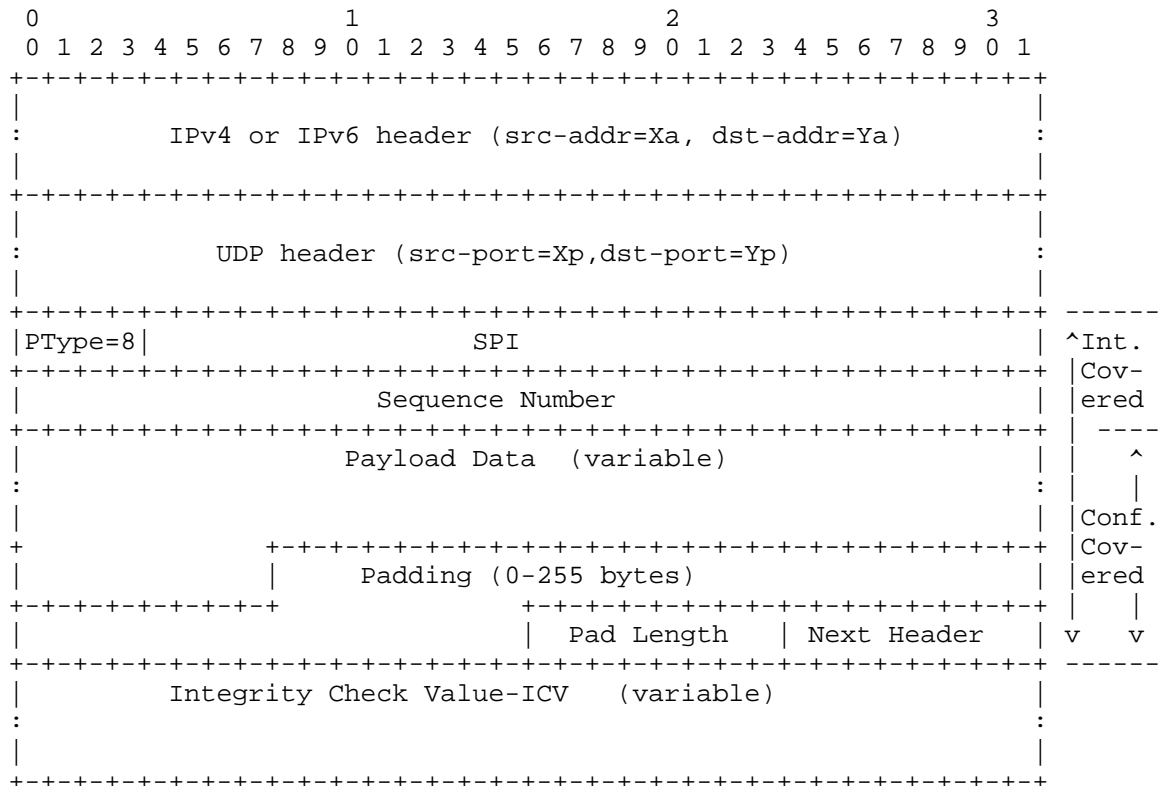 0                   1                   2                   3
 0 1 2 3 4 5 6 7 8 9 0 1 2 3 4 5 6 7 8 9 0 1 2 3 4 5 6 7 8 9 0 1
+-+-+-+-+-+-+-+-+-+-+-+-+-+-+-+-+-+-+-+-+-+-+-+-+-+-+-+-+-+-+-+-+
|                                                               |
:         IPv4 or IPv6 header (src-addr=Xa, dst-addr=Ya)        :
|                                                               |
+-+-+-+-+-+-+-+-+-+-+-+-+-+-+-+-+-+-+-+-+-+-+-+-+-+-+-+-+-+-+-+-+
|                                                               |
:            UDP header (src-port=Xp,dst-port=Yp)               :
|                                                               |
+-+-+-+-+-+-+-+-+-+-+-+-+-+-+-+-+-+-+-+-+-+-+-+-+-+-+-+-+-+-+-+-+ ------
|PType=8|                    SPI                                | ^Int.
+-+-+-+-+-+-+-+-+-+-+-+-+-+-+-+-+-+-+-+-+-+-+-+-+-+-+-+-+-+-+-+-+ |Cov-
|                      Sequence Number                          | |ered
+-+-+-+-+-+-+-+-+-+-+-+-+-+-+-+-+-+-+-+-+-+-+-+-+-+-+-+-+-+-+-+-+ | ----
|                    Payload Data  (variable)                   | |   ^
:                                                               : |   |
|                                                               | |Conf.
+               +-+-+-+-+-+-+-+-+-+-+-+-+-+-+-+-+-+-+-+-+-+-+-+-+ |Cov-
|               |     Padding (0-255 bytes)                     | |ered
+-+-+-+-+-+-+-+-+               +-+-+-+-+-+-+-+-+-+-+-+-+-+-+-+-+ |   |
|                               |  Pad Length   | Next Header   | v   v
+-+-+-+-+-+-+-+-+-+-+-+-+-+-+-+-+-+-+-+-+-+-+-+-+-+-+-+-+-+-+-+-+ ------
|         Integrity Check Value-ICV   (variable)                |
:                                                               :
|                                                               |
+-+-+-+-+-+-+-+-+-+-+-+-+-+-+-+-+-+-+-+-+-+-+-+-+-+-+-+-+-+-+-+-+